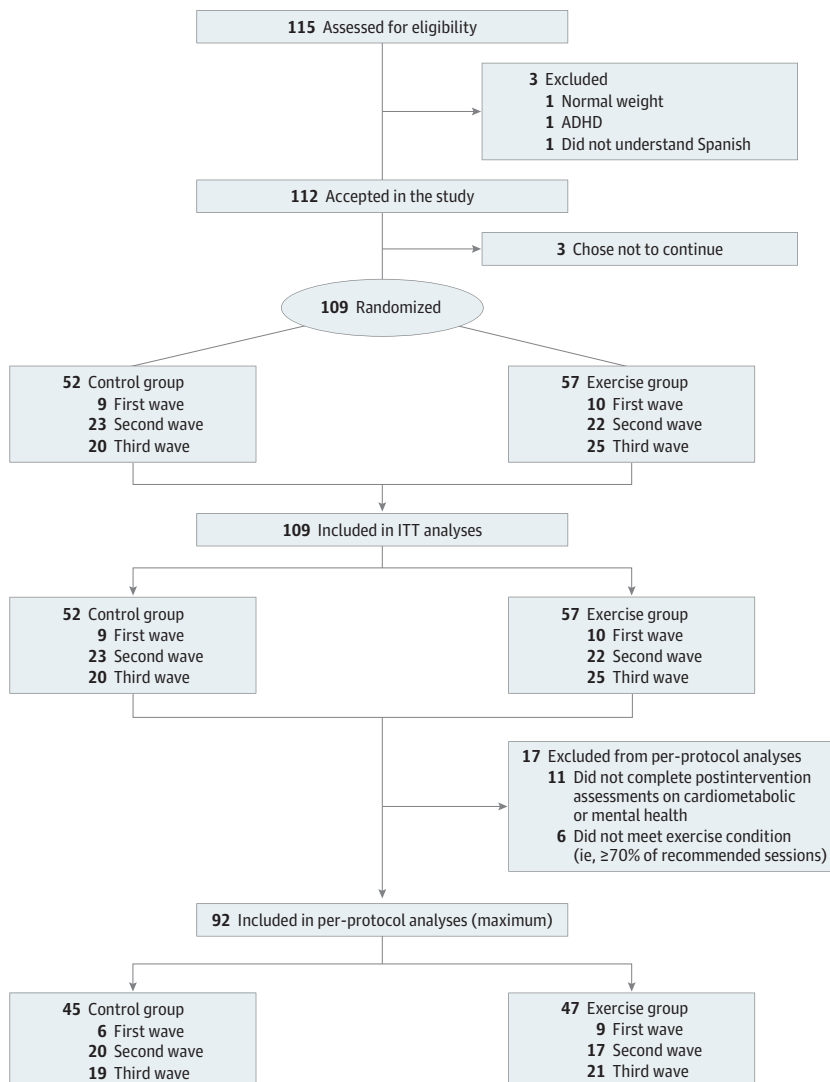 115 Assessed for eligibility
3 Excluded
1 Normal weight
1 ADHD
1 Did not understand Spanish
112 Accepted in the study
3 Chose not to continue
109 Randomized
52 Control group
9 First wave
23 Second wave
20 Third wave
57 Exercise group
10 First wave
22 Second wave
25 Third wave
109 Included in ITT analyses
52 Control group
9 First wave
23 Second wave
20 Third wave
57 Exercise group
10 First wave
22 Second wave
25 Third wave
17 Excluded from per-protocol analyses
11 Did not complete postintervention
assessments on cardiometabolic
or mental health
6 Did not meet exercise condition
(ie, ≥70% of recommended sessions)
92 Included in per-protocol analyses (maximum)
45 Control group
6 First wave
20 Second wave
19 Third wave
47 Exercise group
9 First wave
17 Second wave
21 Third wave